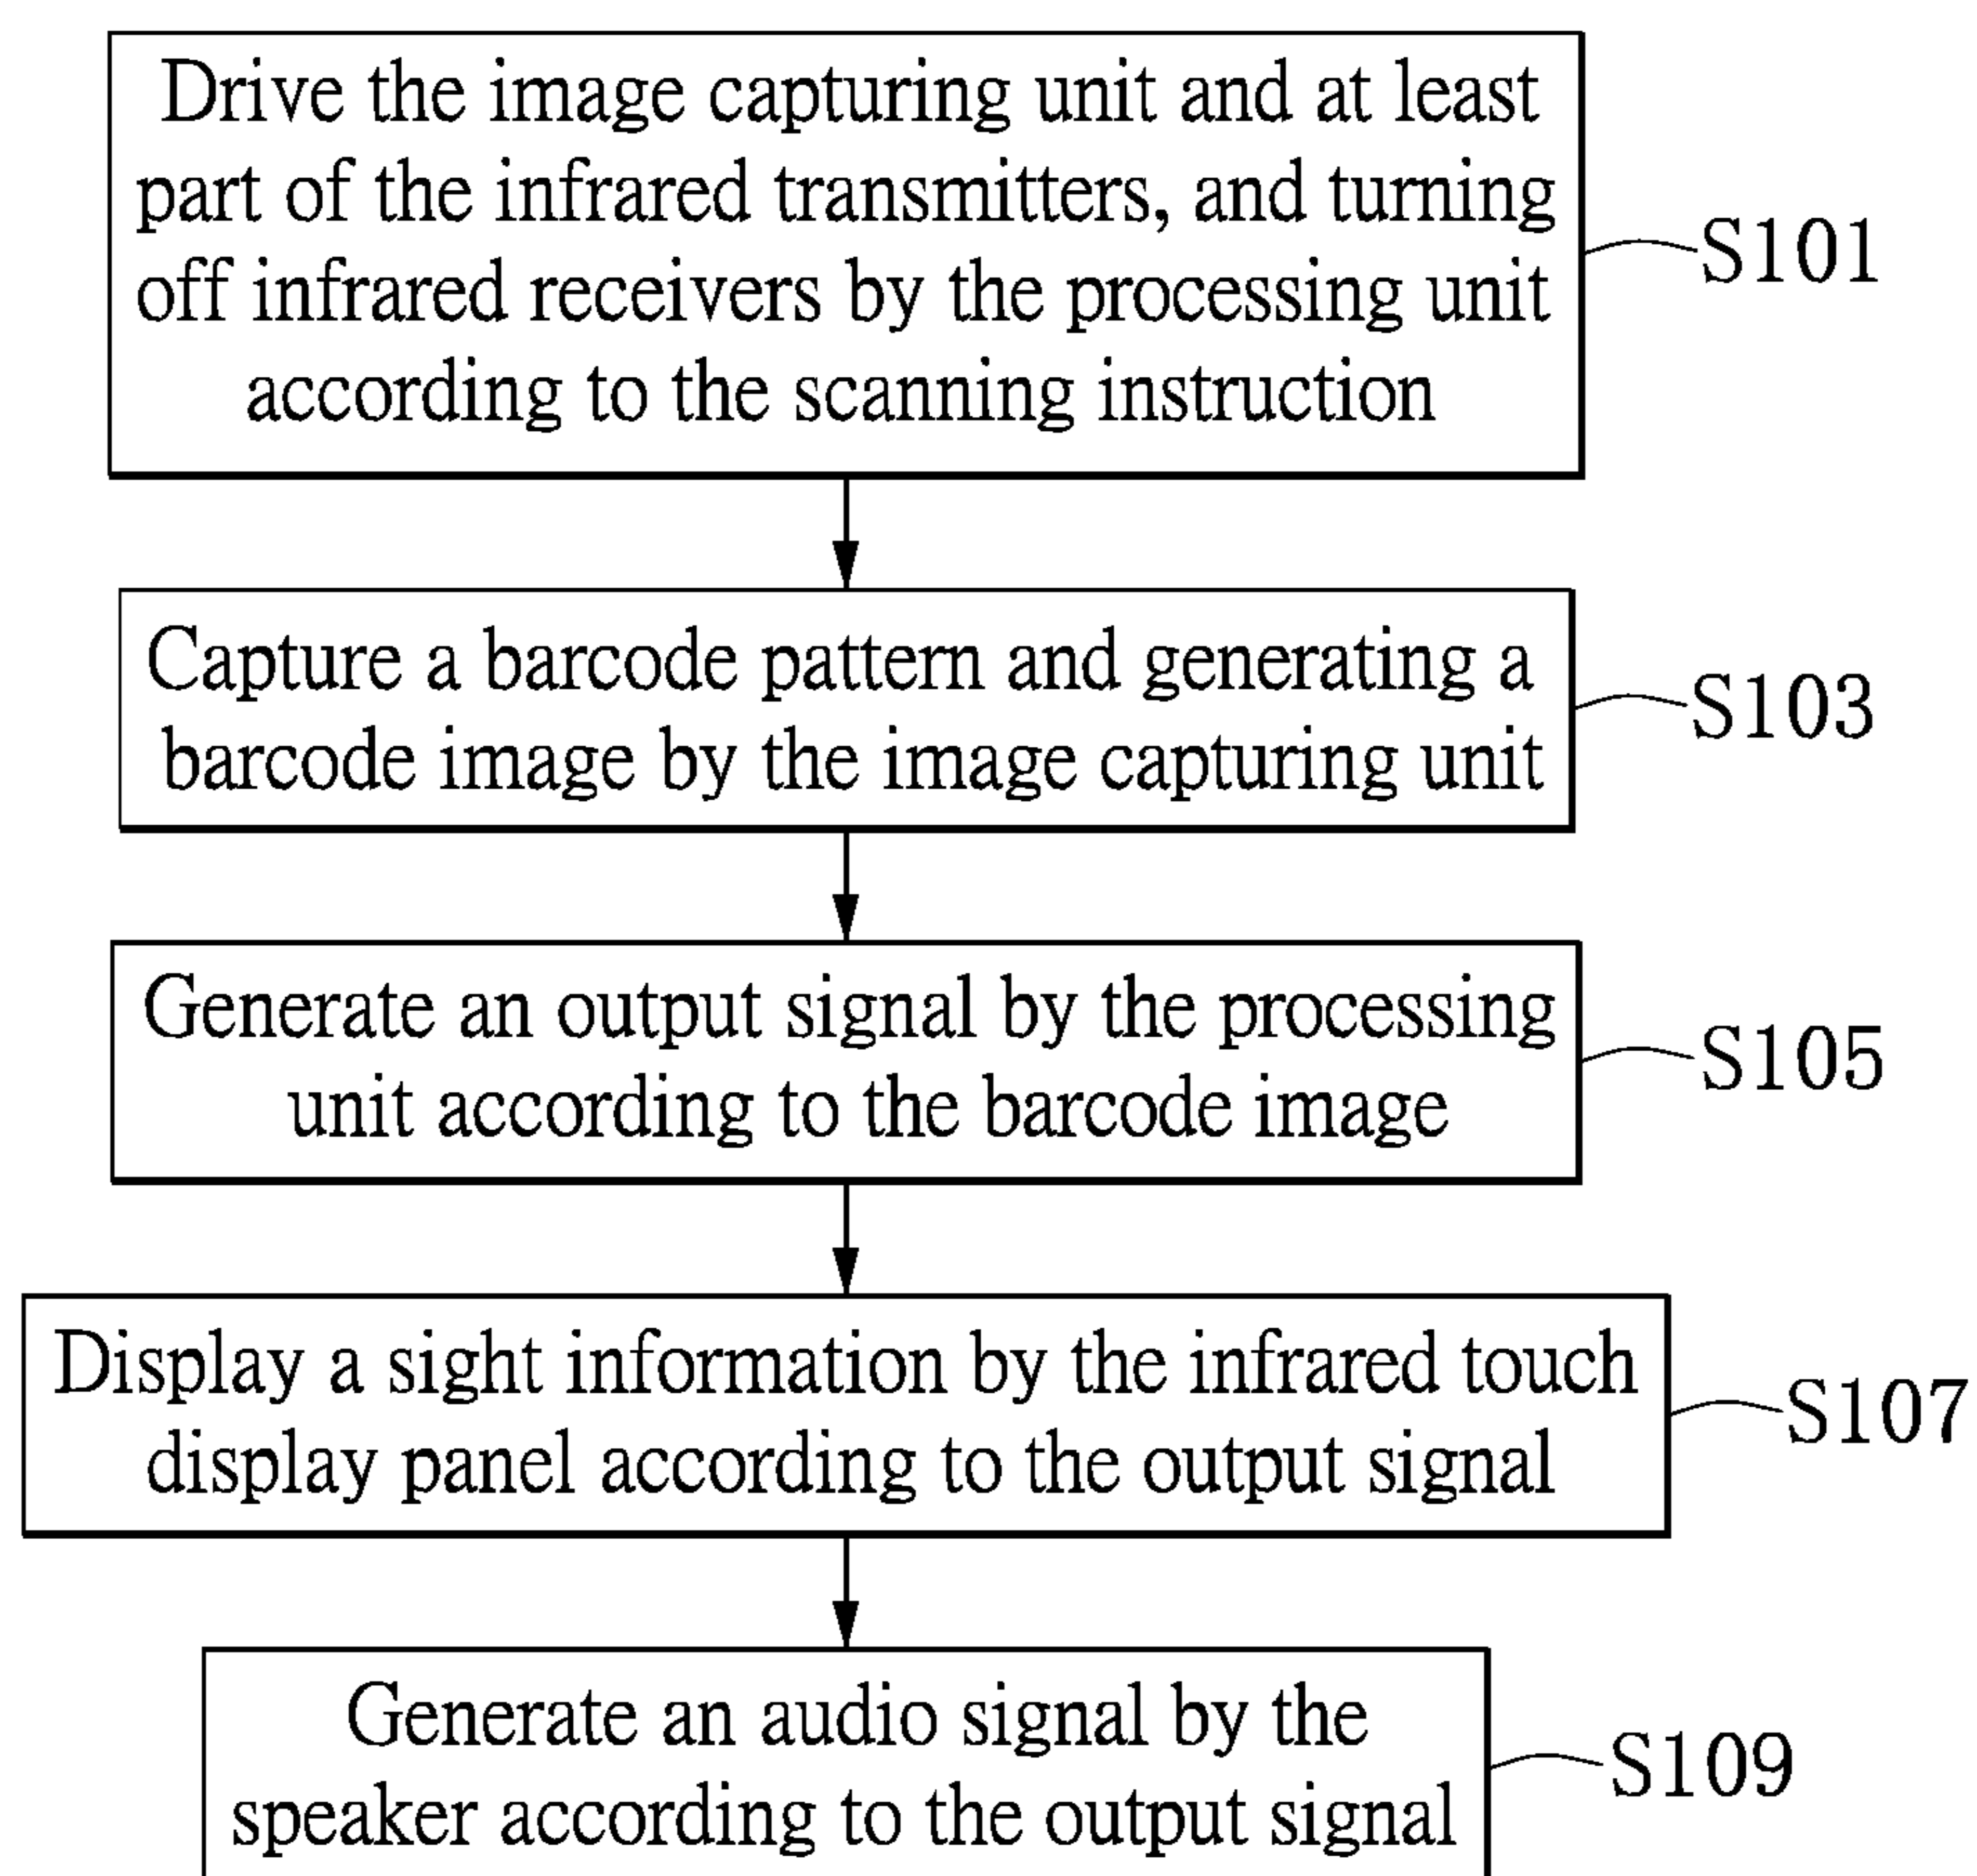 Drive the image capturing unit and at least
part of the infrared transmitters, and turning
off infrared receivers by the processing unit
according to the scanning instruction
S101
Capture a barcode pattern and generating a
barcode image by the image capturing unit
S103
Generate an output signal by the processing
unit according to the barcode image
S105
Display a sight information by the infrared touch
display panel according to the output signal
S107
Generate an audio signal by the
speaker according to the output signal
S109